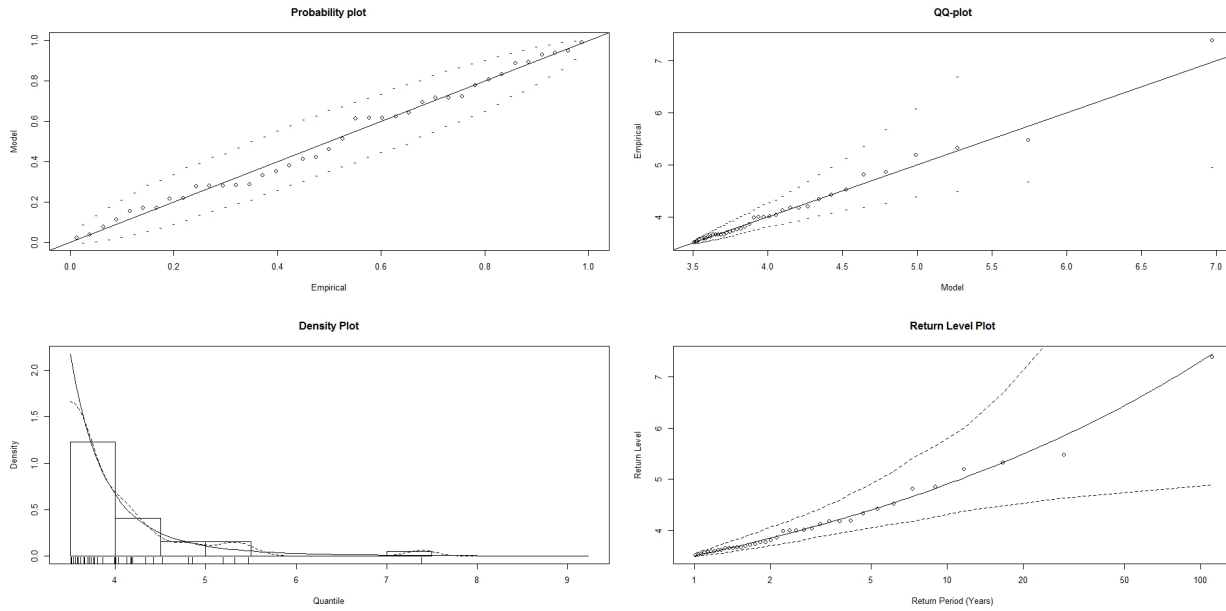 Probability plot
Model
0.0 0.2 0.4 0.6 0.8 1.0
0.0 0.2 0.4 0.6 0.8 1.0
Empirical
QQ-plot
Empirical
4 5 6 7
3.5 4.0 4.5 5.0 5.5 6.0 6.5 7.0
Model
Density Plot
Density
0.0 0.5 1.0 1.5 2.0
4 5 6 7 8 9
Quantile
Return Level Plot
Return Level
4 5 6 7
1 2 5 10 20 50 100
Return Period (Years)